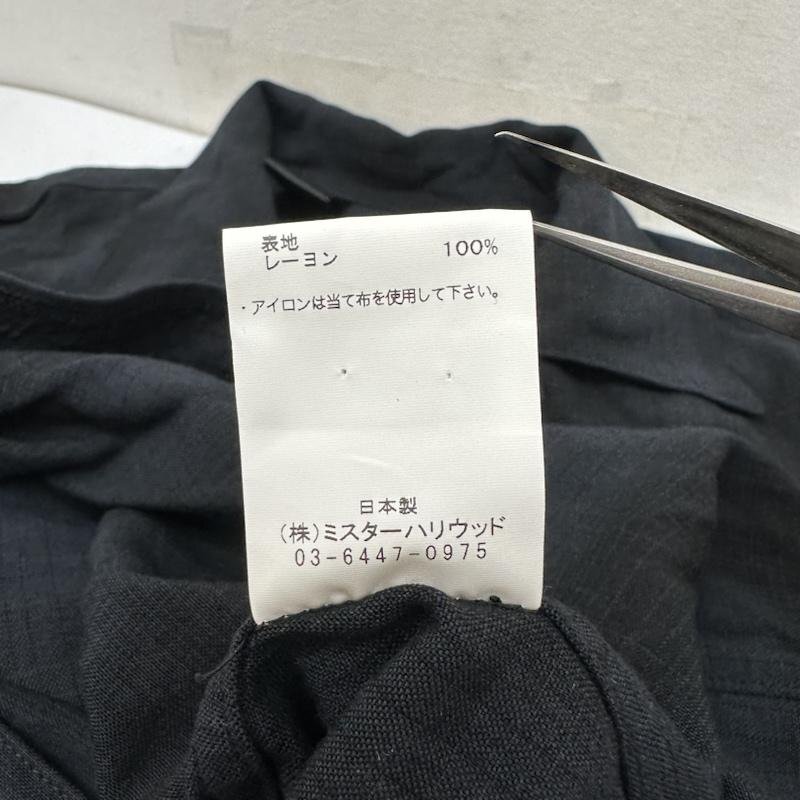 表地
レーヨン 100%
・アイロンは当て布を使用して下さい。
日本製
(株)ミスターハリウッド
03-6447-0975